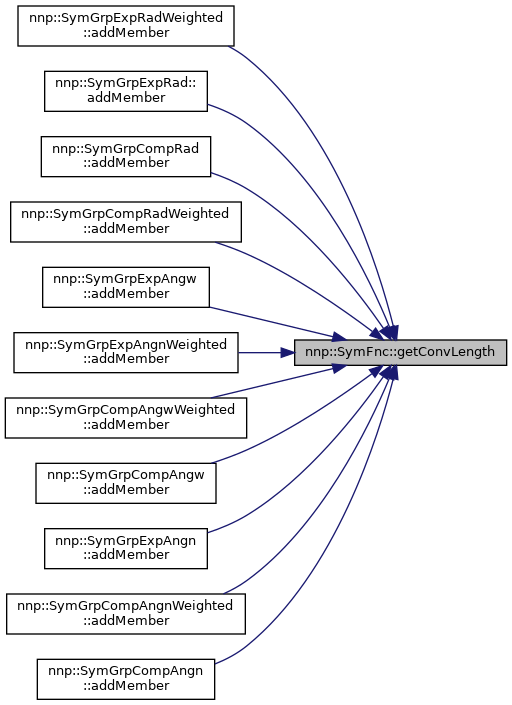 nnp::SymGrpExpRadWeighted
::addMember
nnp::SymGrpExpRad::
addMember
nnp::SymGrpCompRad
::addMember
nnp::SymGrpCompRadWeighted
::addMember
nnp::SymGrpExpAngw
::addMember
nnp::SymFnc::getConvLength
nnp::SymGrpExpAngnWeighted
::addMember
nnp::SymGrpCompAngwWeighted
::addMember
nnp::SymGrpCompAngw
::addMember
nnp::SymGrpExpAngn
::addMember
nnp::SymGrpCompAngnWeighted
::addMember
nnp::SymGrpCompAngn
::addMember